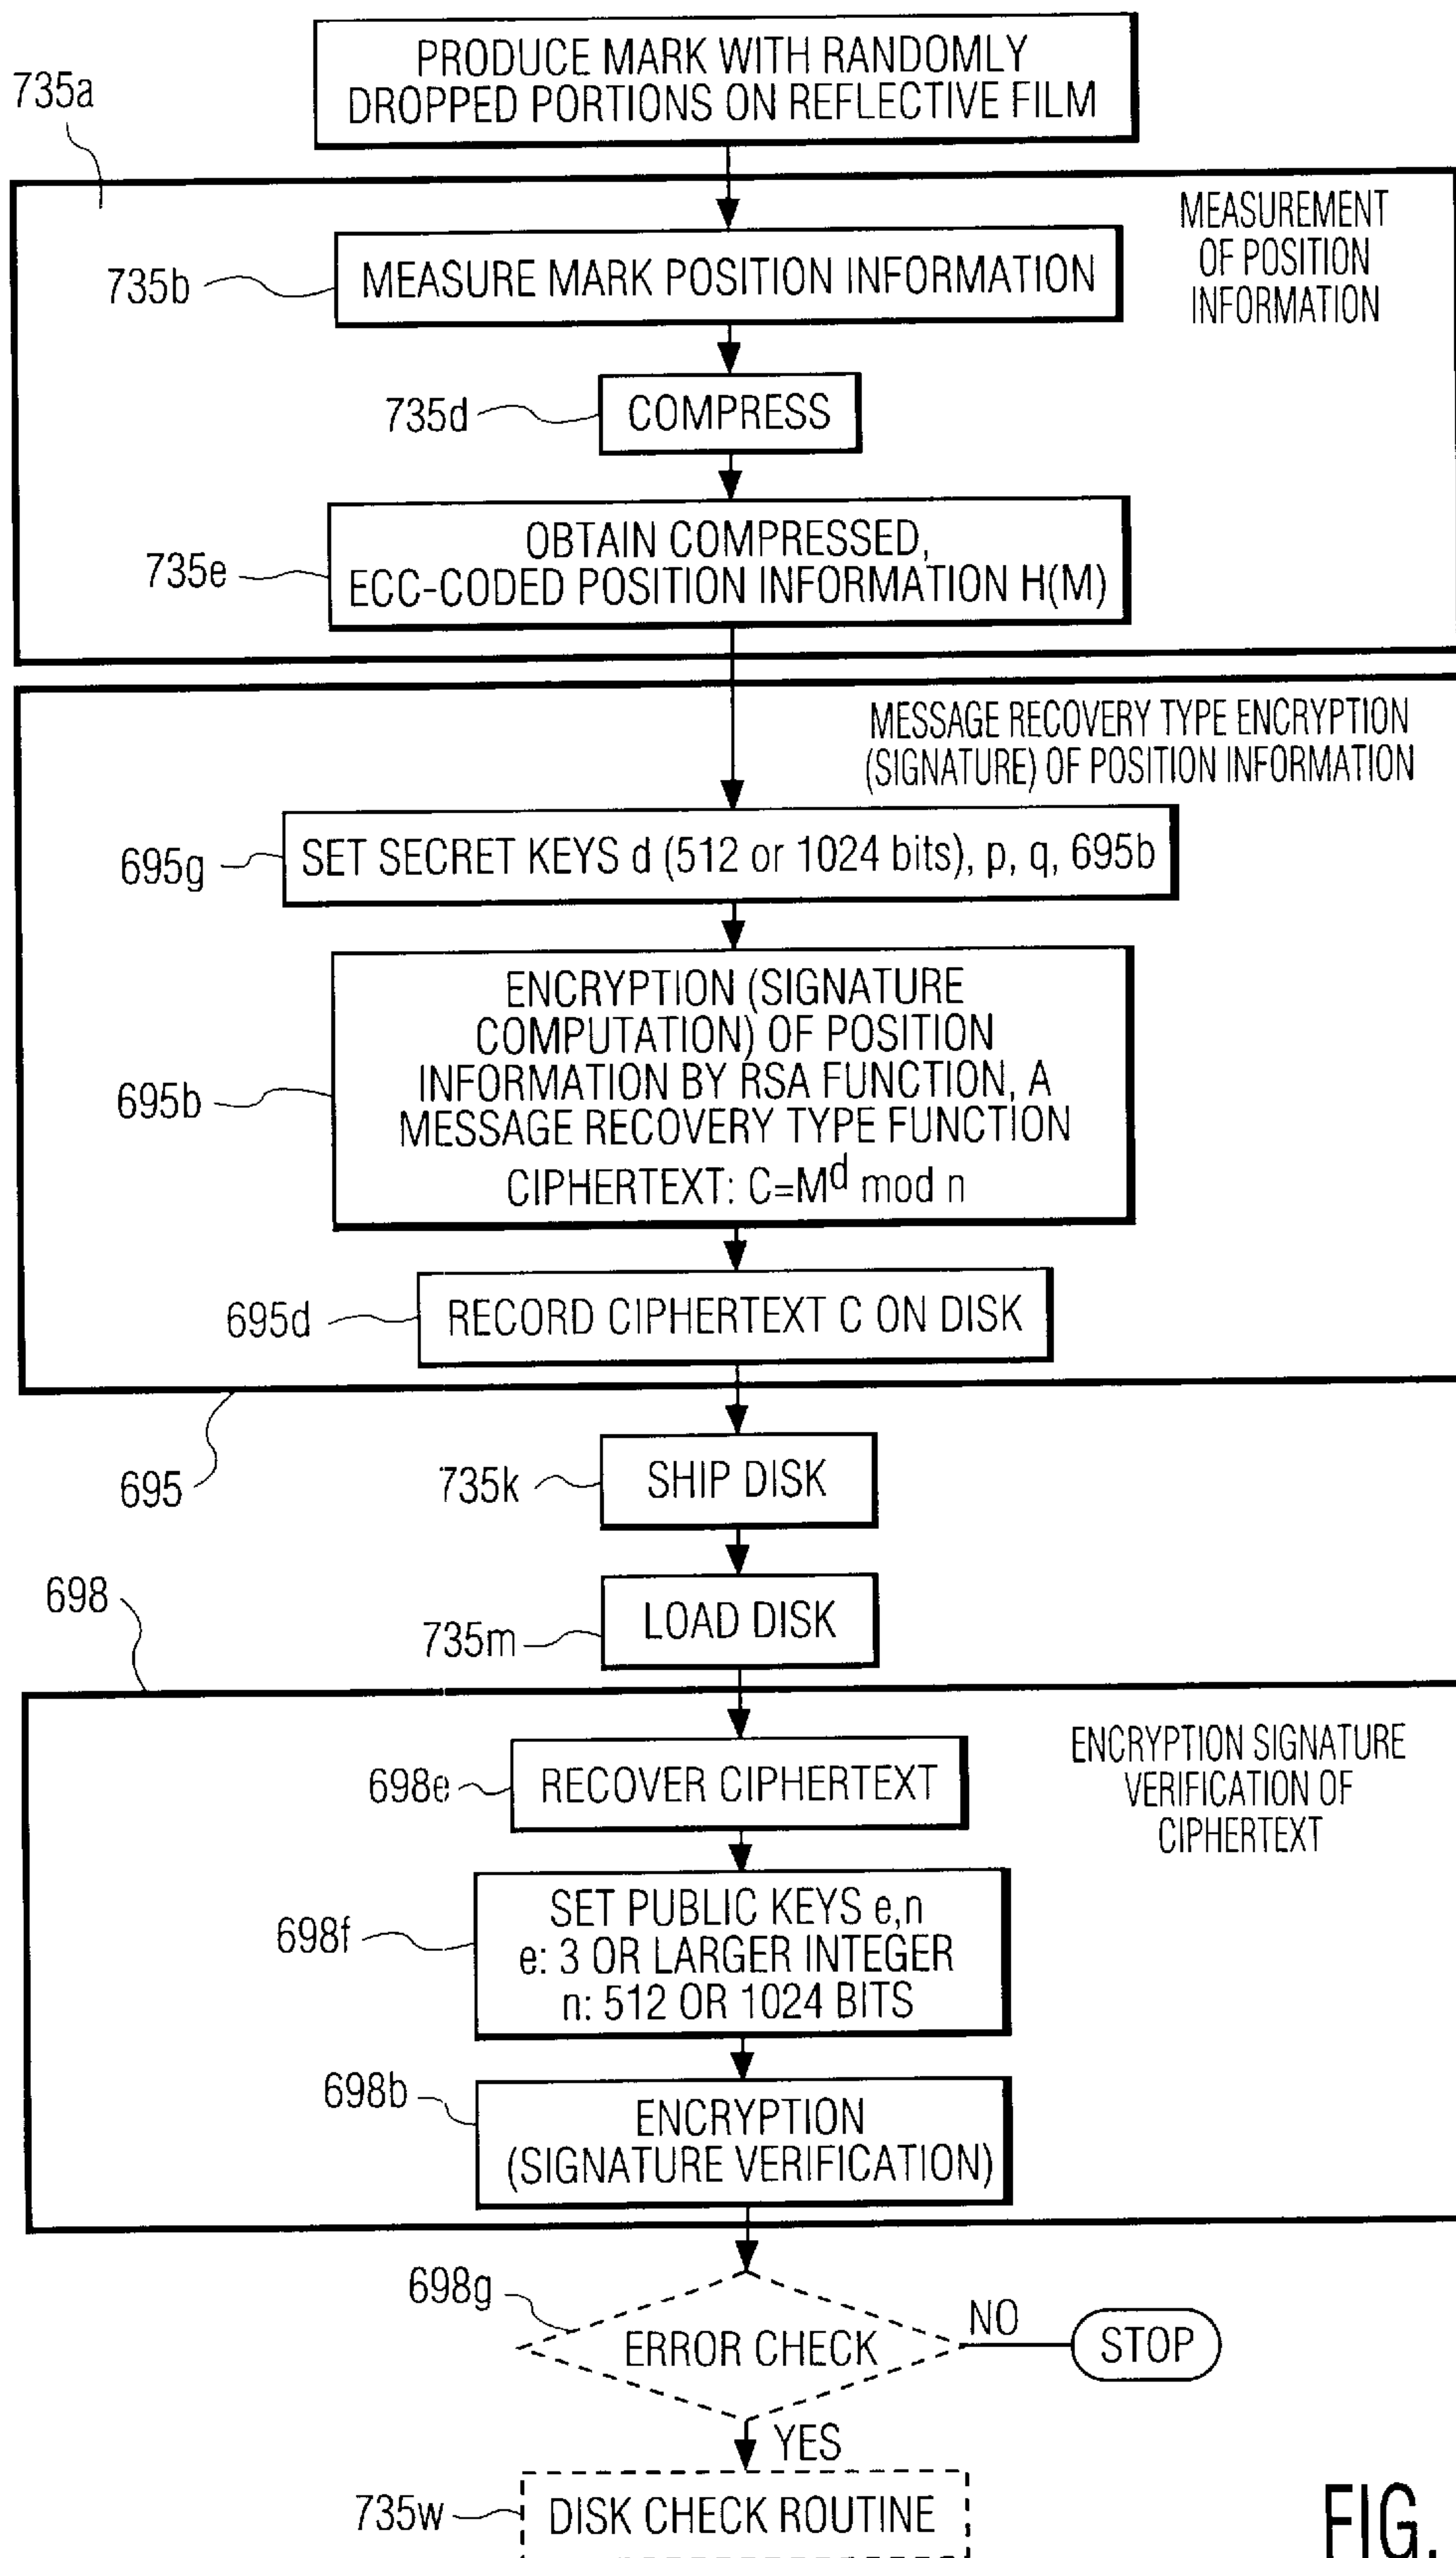 PRODUCE MARK WITH RANDOMLY
DROPPED PORTIONS ON REFLECTIVE FILM
735a
MEASUREMENT
OF POSITION
INFORMATION
735b
MEASURE MARK POSITION INFORMATION
735d
COMPRESS
735e
OBTAIN COMPRESSED,
ECC-CODED POSITION INFORMATION H(M)
MESSAGE RECOVERY TYPE ENCRYPTION
(SIGNATURE) OF POSITION INFORMATION
695g
SET SECRET KEYS d (512 or 1024 bits), p, q, 695b
695b
ENCRYPTION (SIGNATURE
COMPUTATION) OF POSITION
INFORMATION BY RSA FUNCTION, A
MESSAGE RECOVERY TYPE FUNCTION
CIPHERTEXT: C=M^d mod n
695d
RECORD CIPHERTEXT C ON DISK
695
735k
SHIP DISK
698
735m
LOAD DISK
698e
RECOVER CIPHERTEXT
ENCRYPTION SIGNATURE
VERIFICATION OF
CIPHERTEXT
698f
SET PUBLIC KEYS e,n
e: 3 OR LARGER INTEGER
n: 512 OR 1024 BITS
698b
ENCRYPTION
(SIGNATURE VERIFICATION)
698g
ERROR CHECK
NO
STOP
YES
735w
DISK CHECK ROUTINE
FIG.